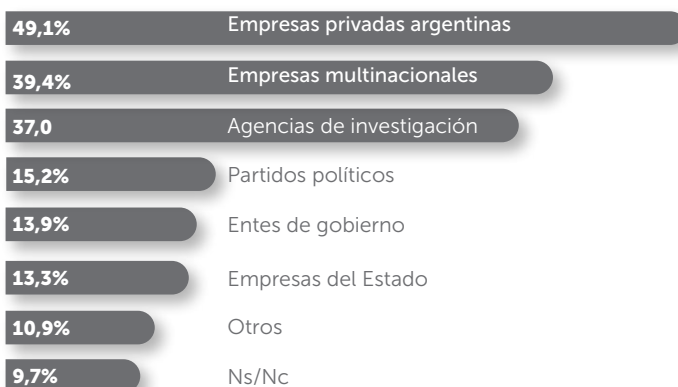 49,1% Empresas privadas argentinas
39,4% Empresas multinacionales
37,0 Agencias de investigación
15,2% Partidos políticos
13,9% Entes de gobierno
13,3% Empresas del Estado
10,9% Otros
9,7% Ns/Nc